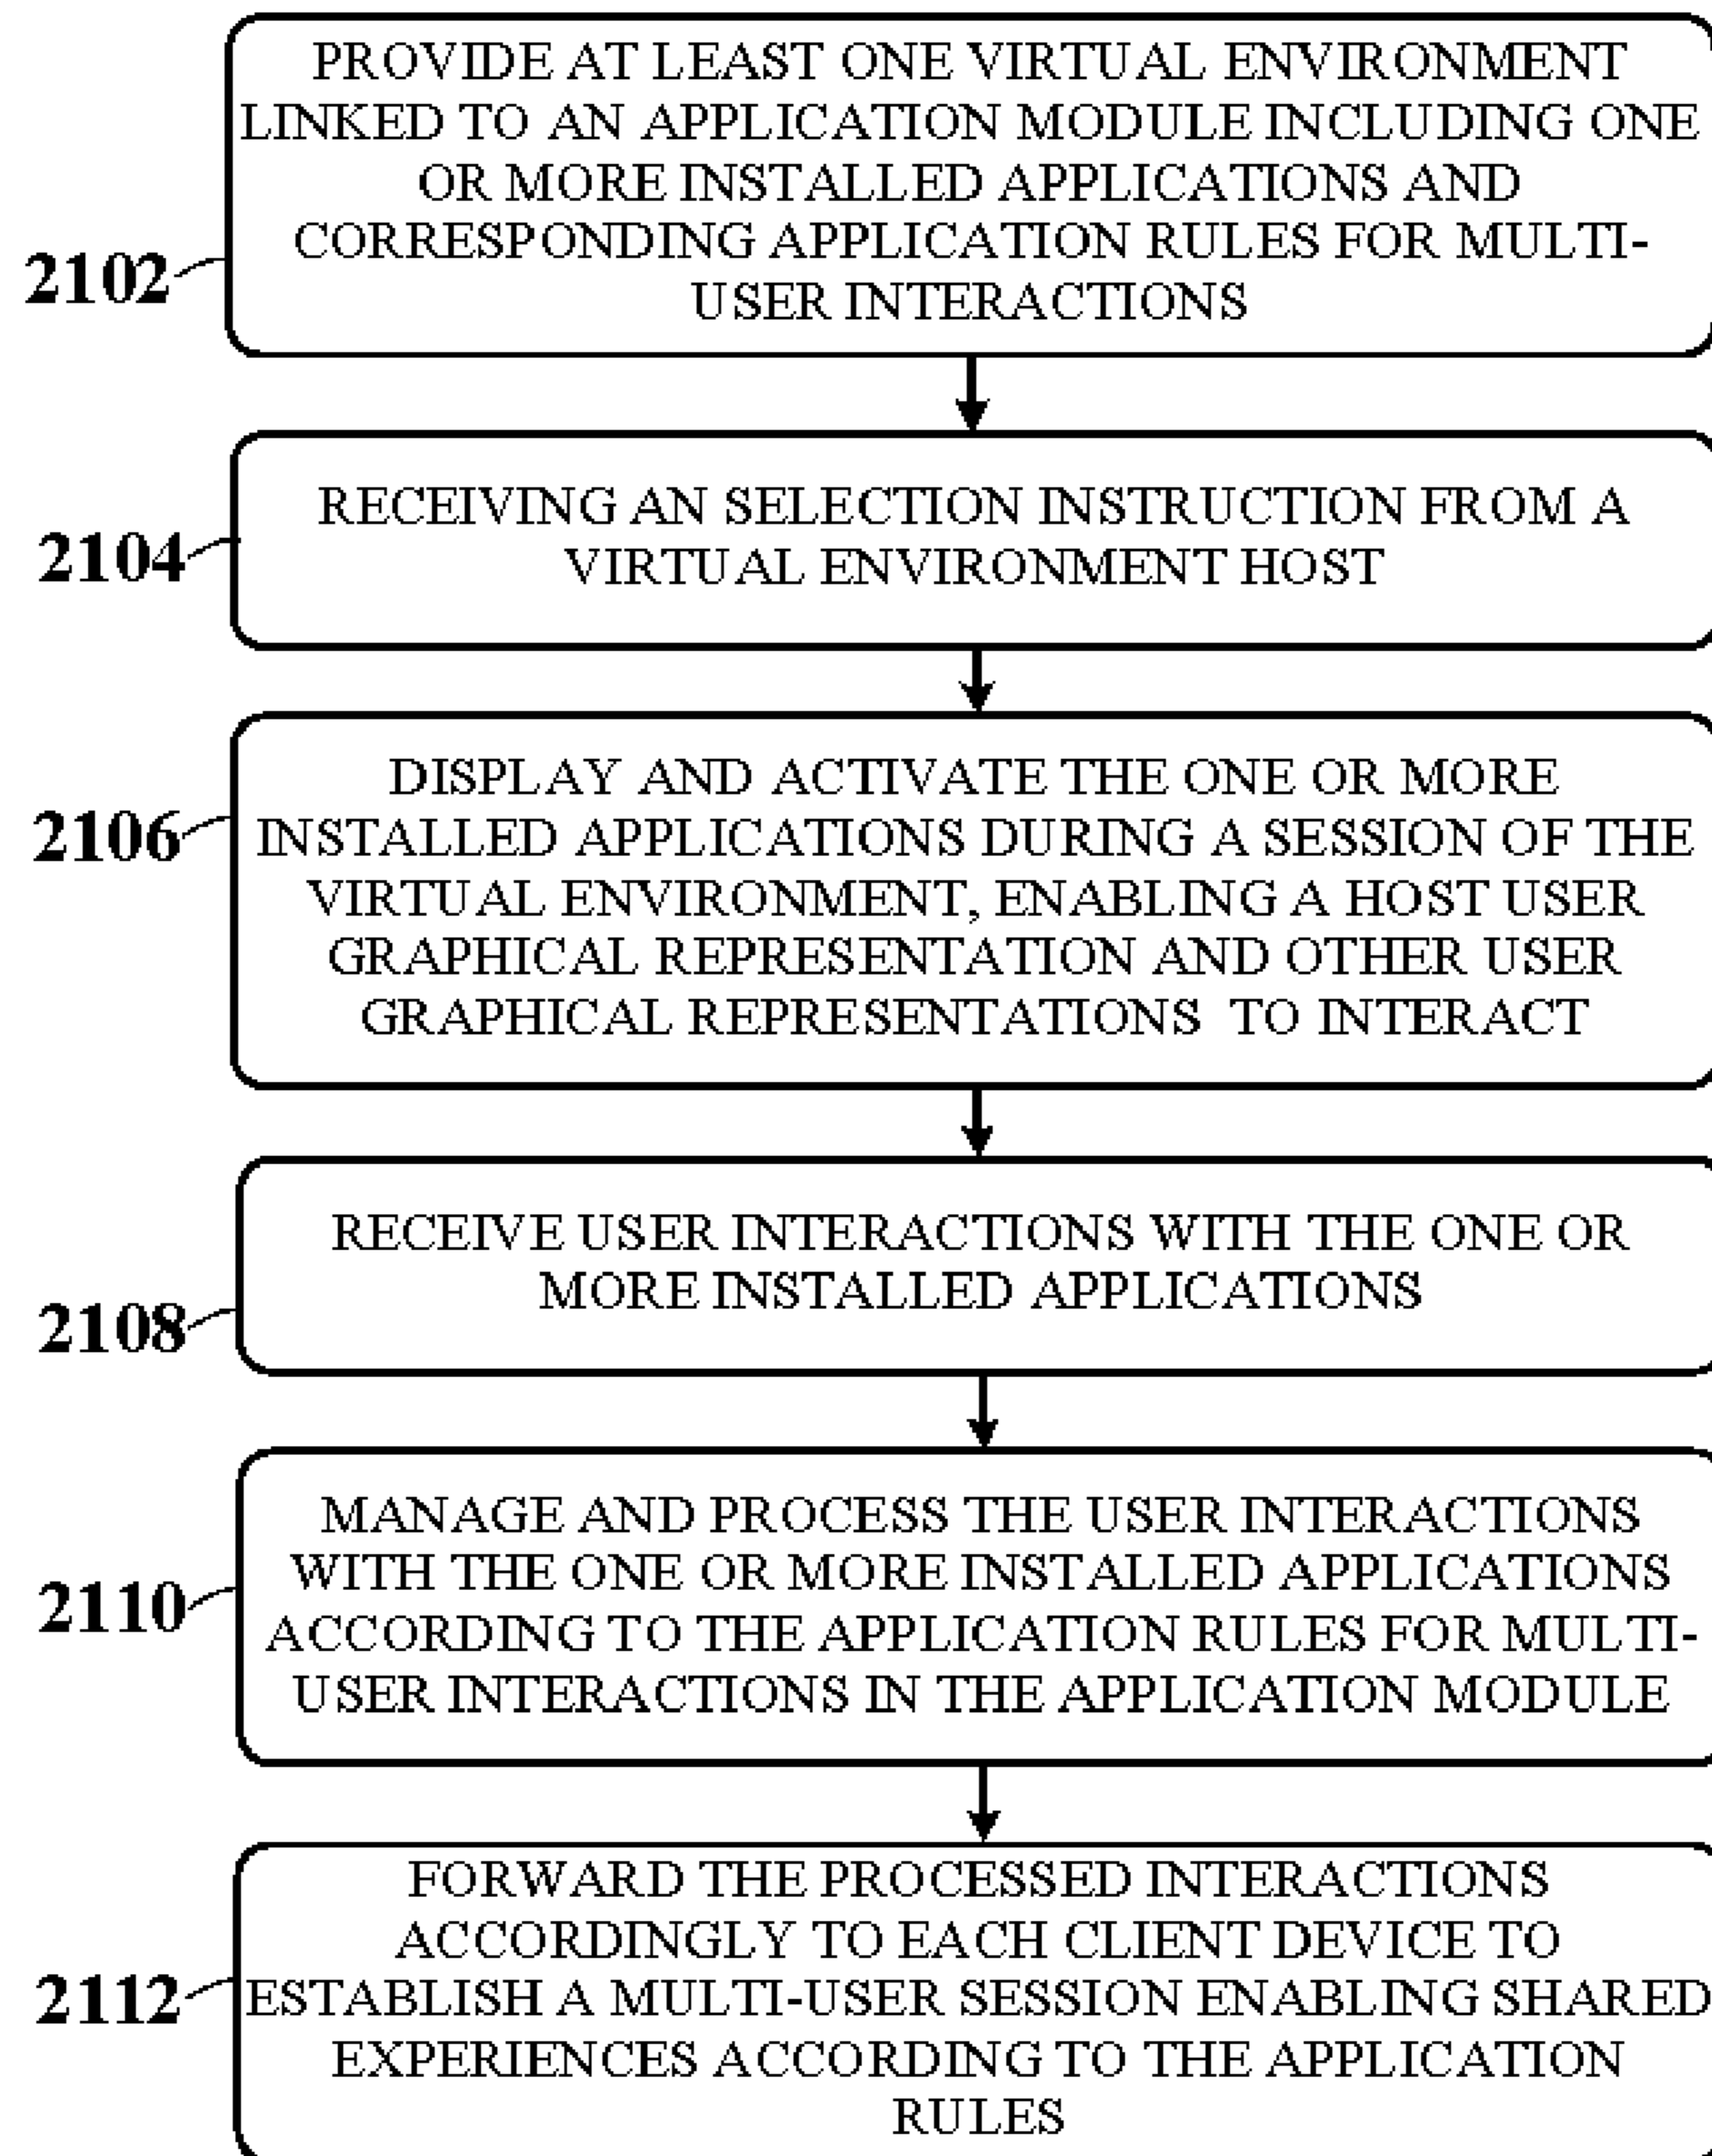 PROVIDE AT LEAST ONE VIRTUAL ENVIRONMENT
LINKED TO AN APPLICATION MODULE INCLUDING ONE
OR MORE INSTALLED APPLICATIONS AND
CORRESPONDING APPLICATION RULES FOR MULTI-
USER INTERACTIONS
2102
RECEIVING AN SELECTION INSTRUCTION FROM A
VIRTUAL ENVIRONMENT HOST
2104
DISPLAY AND ACTIVATE THE ONE OR MORE
INSTALLED APPLICATIONS DURING A SESSION OF THE
VIRTUAL ENVIRONMENT, ENABLING A HOST USER
GRAPHICAL REPRESENTATION AND OTHER USER
GRAPHICAL REPRESENTATIONS TO INTERACT
2106
RECEIVE USER INTERACTIONS WITH THE ONE OR
MORE INSTALLED APPLICATIONS
2108
MANAGE AND PROCESS THE USER INTERACTIONS
WITH THE ONE OR MORE INSTALLED APPLICATIONS
ACCORDING TO THE APPLICATION RULES FOR MULTI-
USER INTERACTIONS IN THE APPLICATION MODULE
2110
FORWARD THE PROCESSED INTERACTIONS
ACCORDINGLY TO EACH CLIENT DEVICE TO
ESTABLISH A MULTI-USER SESSION ENABLING SHARED
EXPERIENCES ACCORDING TO THE APPLICATION
RULES
2112